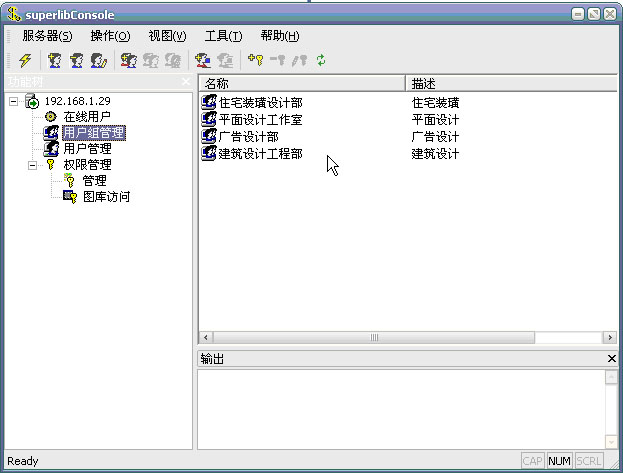 superlibConsole
服务器(S) 操作(O) 视图(V) 工具(T) 帮助(H)
功能树
192.168.1.29
在线用户
用户组管理
用户管理
权限管理
管理
图库访问
名称 描述
住宅装璜设计部 住宅装璜
平面设计工作室 平面设计
广告设计部 广告设计
建筑设计工程部 建筑设计
输出
Ready CAP NUM SCRL